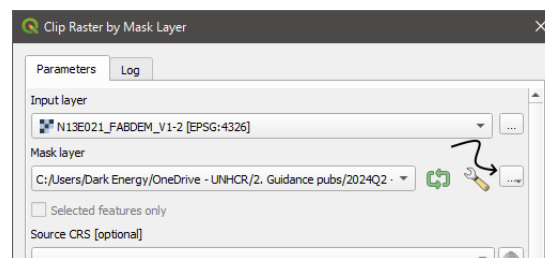 Clip Raster by Mask Layer
Parameters Log
Input layer
N13E021_FABDEM_V1-2 [EPSG:4326]
...
Mask layer
C:/Users/Dark Energy/OneDrive - UNHCR/2. Guidance pubs/2024Q2 -
...
Selected features only
Source CRS [optional]